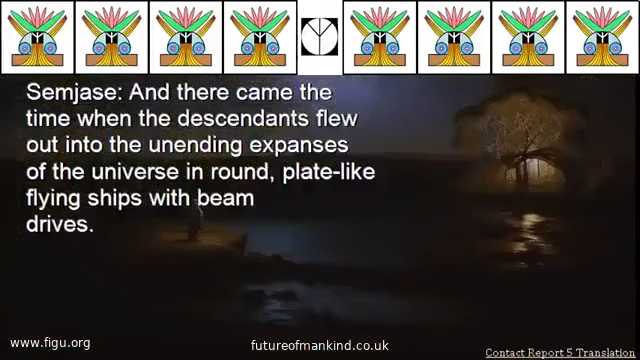 Semjase: And there came the
time when the descendants flew
out into the unending expanses
of the universe in round, plate-like
flying ships with beam
drives.
www.figu.org
futureofmankind.co.uk
Contact Report 5 Translation